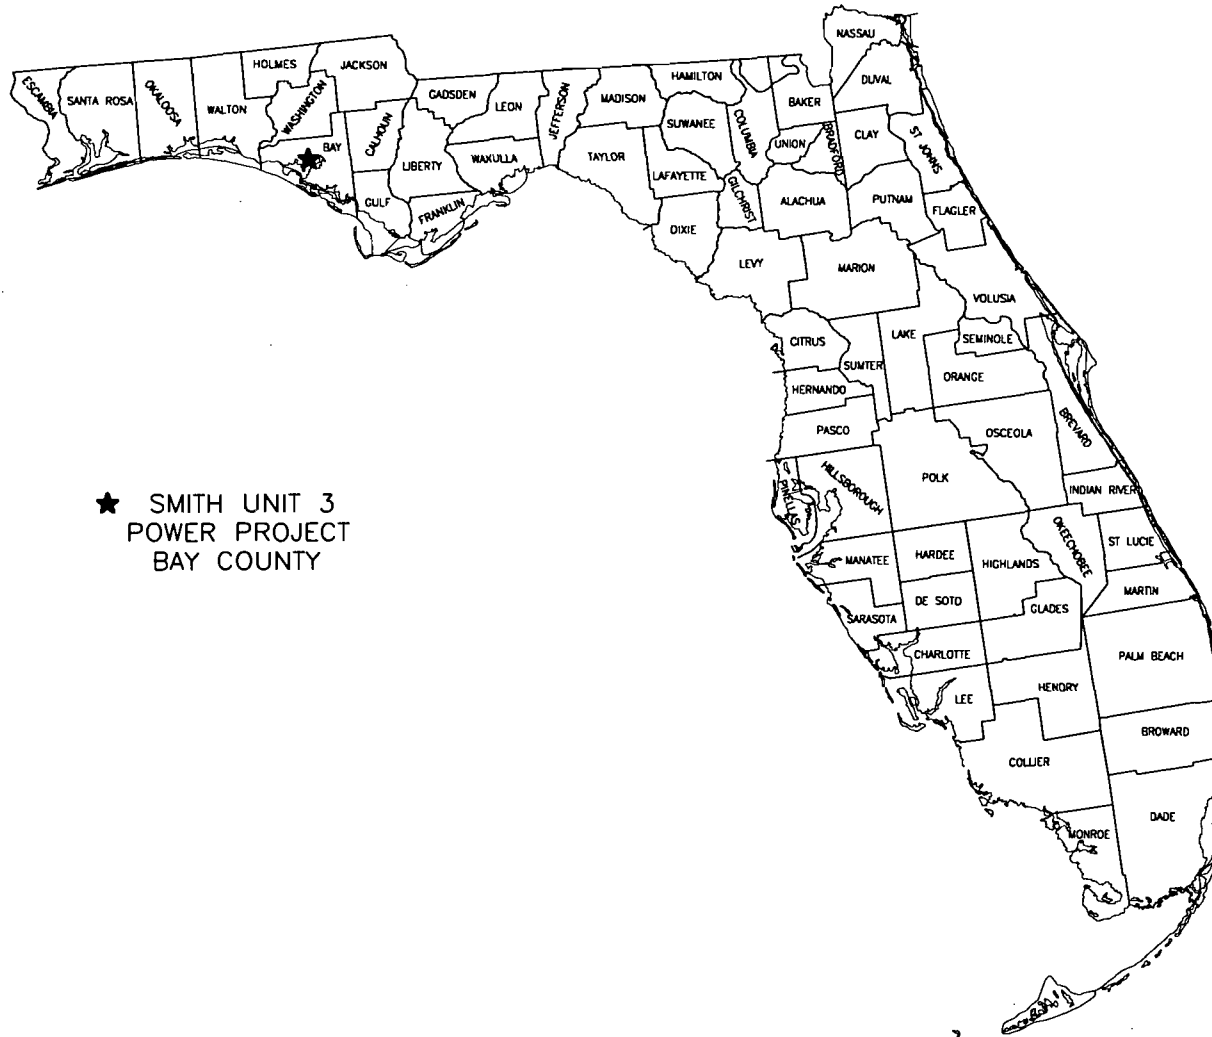 NASSAU
HOLMES
JACKSON
ESCAMBIA
SANTA ROSA
OKALOOSA
WALTON
WASHINGTON
GADSDEN
LEON
JEFFERSON
MADISON
HAMILTON
BAKER
DUVAL
BAY
CALHOUN
LIBERTY
WAKULLA
TAYLOR
SUWANEE
COLUMBIA
UNION
BRADFORD
CLAY
ST JOHNS
GULF
FRANKLIN
LAFAYETTE
GILCHRIST
ALACHUA
PUTNAM
FLAGLER
DIXIE
LEVY
MARION
VOLUSIA
CITRUS
SUMTER
LAKE
SEMINOLE
ORANGE
HERNANDO
PASCO
OSCEOLA
BREVARD
PINELLAS
HILLSBOROUGH
POLK
INDIAN RIVER
SMITH UNIT 3
POWER PROJECT
BAY COUNTY
MANATEE
HARDEE
HIGHLANDS
OKEECHOBEE
ST LUCIE
SARASOTA
DE SOTO
GLADES
MARTIN
CHARLOTTE
PALM BEACH
LEE
HENDRY
BROWARD
COLLIER
MONROE
DADE